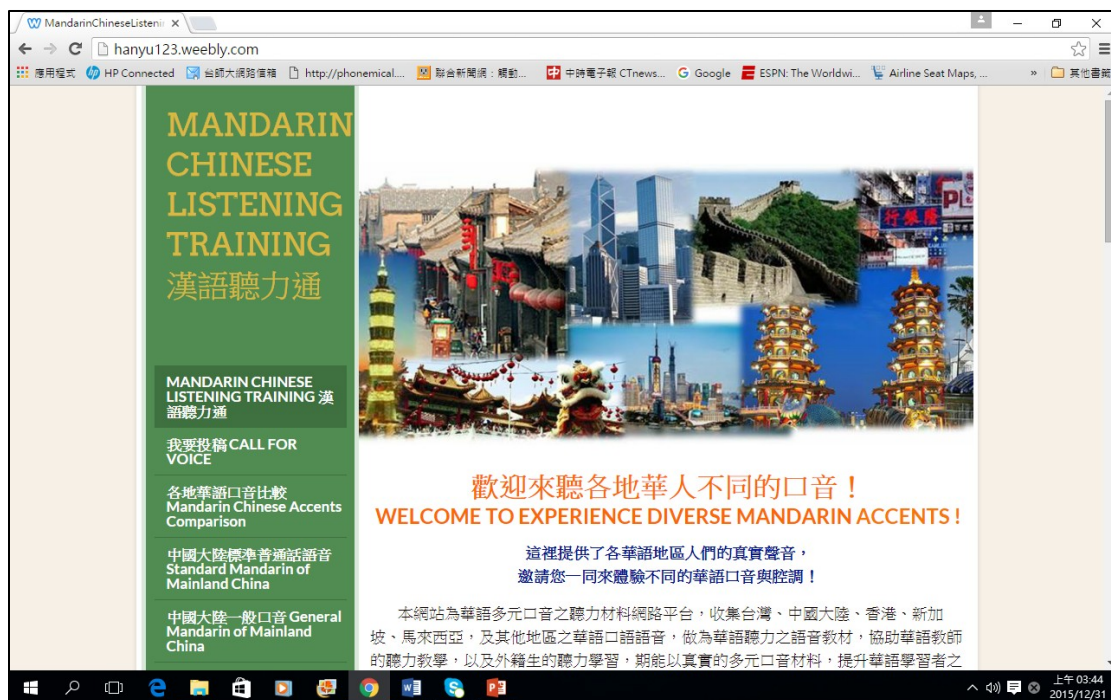 MandarinChineseListeni
hanyu123.weebly.com
應用程式
HP Connected
台師大網路信箱
http://phonemical....
聯合新聞網：觸動...
中時電子報 CTnews...
Google
ESPN: The Worldwi...
Airline Seat Maps, ...
»
其他書籤
MANDARIN
CHINESE
LISTENING
TRAINING
漢語聽力通
MANDARIN CHINESE
LISTENING TRAINING 漢
語聽力通
我要投稿 CALL FOR
VOICE
各地華語口音比較
Mandarin Chinese Accents
Comparison
中國大陸標準普通話語音
Standard Mandarin of
Mainland China
中國大陸一般口音 General
Mandarin of Mainland
China
行銀隆
歡迎來聽各地華人不同的口音！
WELCOME TO EXPERIENCE DIVERSE MANDARIN ACCENTS !
這裡提供了各華語地區人們的真實聲音，
邀請您一同來體驗不同的華語口音與腔調！
本網站為華語多元口音之聽力材料網路平台，收集台灣、中國大陸、香港、新加
坡、馬來西亞，及其他地區之華語口語語音，做為華語聽力之語音教材，協助華語教師
的聽力教學，以及外籍生的聽力學習，期能以真實的多元口音材料，提升華語學習者之
上午 03:44
2015/12/31